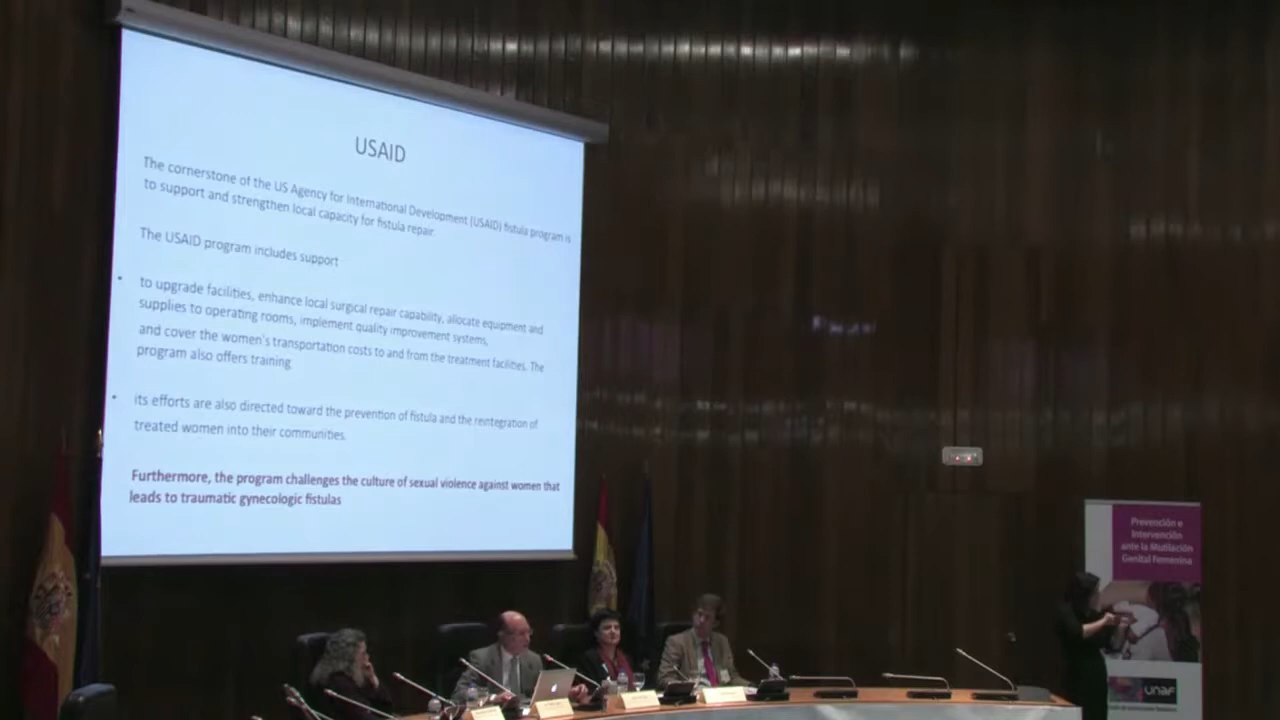 USAID
The cornerstone of the US Agency for International Development (USAID) fistula program is
to support and strengthen local capacity for fistula repair.
The USAID program includes support
• to upgrade facilities, enhance local surgical repair capability, allocate equipment and
supplies to operating rooms, implement quality improvement systems,
and cover the women's transportation costs to and from the treatment facilities. The
program also offers training
• its efforts are also directed toward the prevention of fistula and the reintegration of
treated women into their communities.
Furthermore, the program challenges the culture of sexual violence against women that
leads to traumatic gynecologic fistulas
Prevención e
Intervención
ante la Mutilación
Genital Femenina
unaf